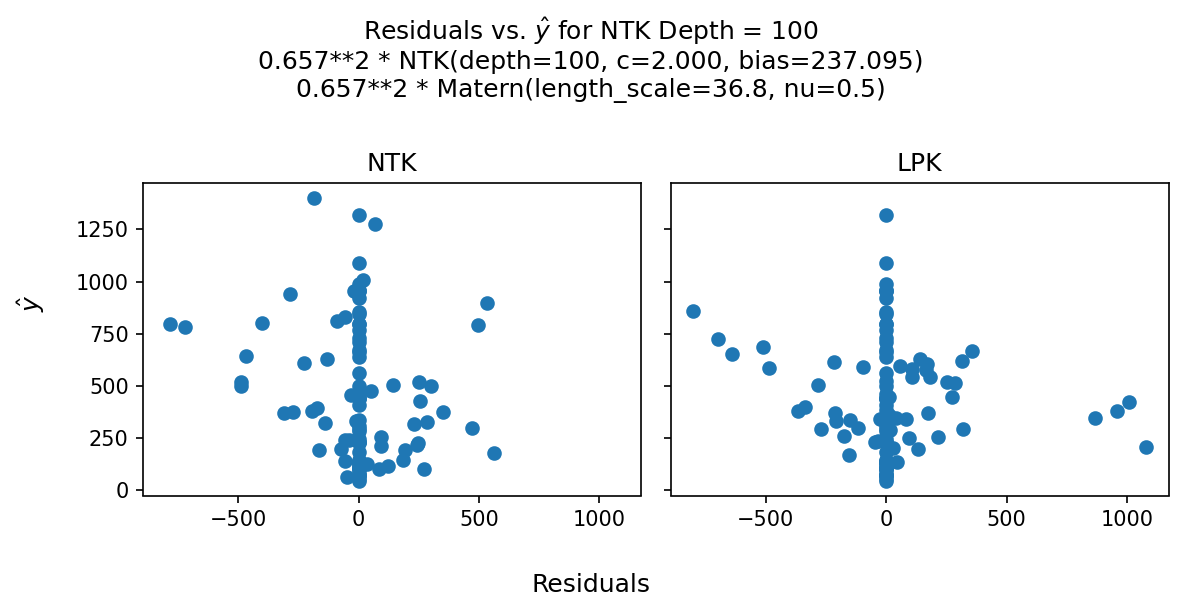 Residuals vs. ŷ for NTK Depth = 100
0.657**2 * NTK(depth=100, c=2.000, bias=237.095)
0.657**2 * Matern(length_scale=36.8, nu=0.5)
NTK
LPK
ŷ
1250
1000
750
500
250
0
−500 0 500 1000
−500 0 500 1000
Residuals